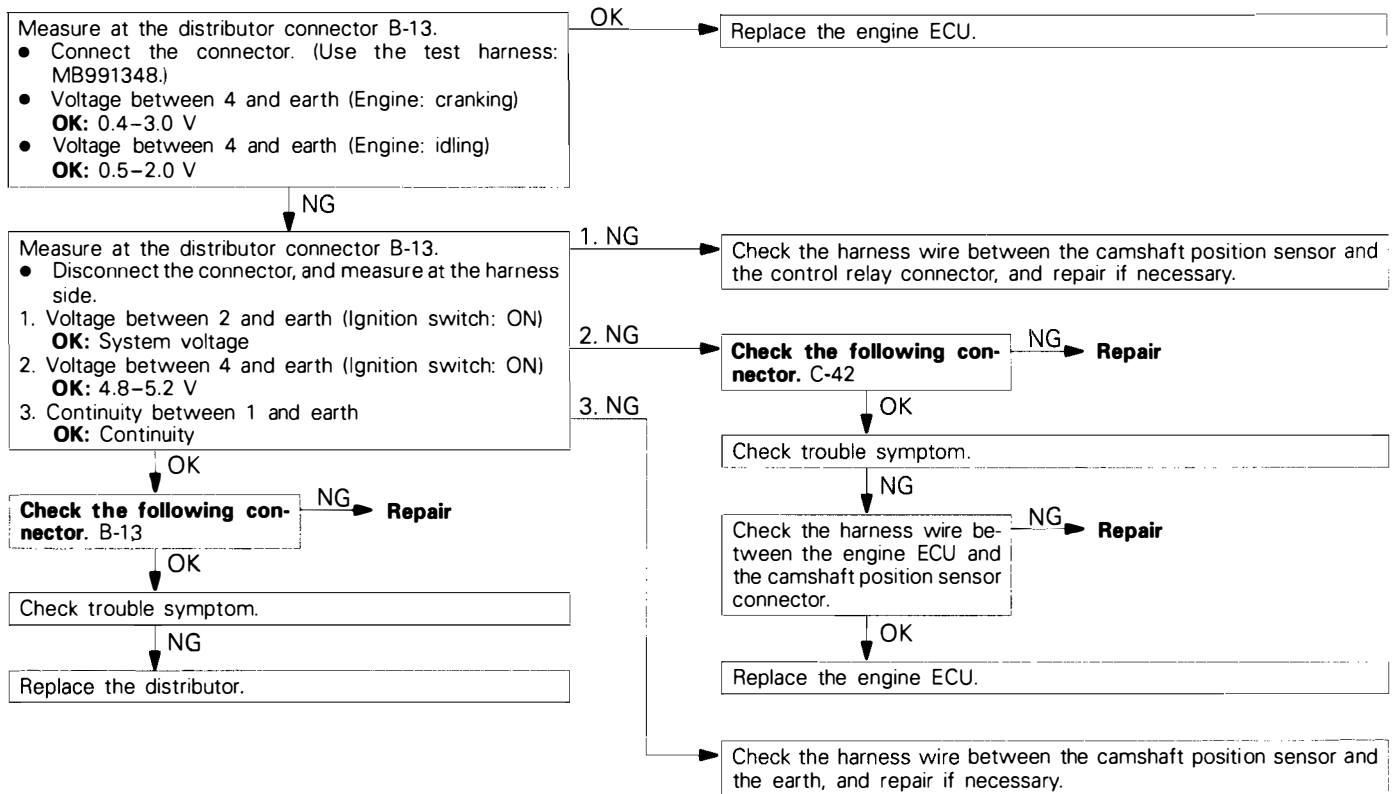 Measure at the distributor connector B-13.
● Connect the connector. (Use the test harness:
MB991348.)
● Voltage between 4 and earth (Engine: cranking)
OK: 0.4–3.0 V
● Voltage between 4 and earth (Engine: idling)
OK: 0.5–2.0 V
OK
Replace the engine ECU.
NG
Measure at the distributor connector B-13.
● Disconnect the connector, and measure at the harness
side.
1. Voltage between 2 and earth (Ignition switch: ON)
OK: System voltage
2. Voltage between 4 and earth (Ignition switch: ON)
OK: 4.8–5.2 V
3. Continuity between 1 and earth
OK: Continuity
1. NG
Check the harness wire between the camshaft position sensor and
the control relay connector, and repair if necessary.
2. NG
Check the following con-
nector. C-42
NG
Repair
OK
Check trouble symptom.
NG
Check the harness wire be-
tween the engine ECU and
the camshaft position sensor
connector.
NG
Repair
OK
Replace the engine ECU.
3. NG
Check the harness wire between the camshaft position sensor and
the earth, and repair if necessary.
OK
Check the following con-
nector. B-13
NG
Repair
OK
Check trouble symptom.
NG
Replace the distributor.